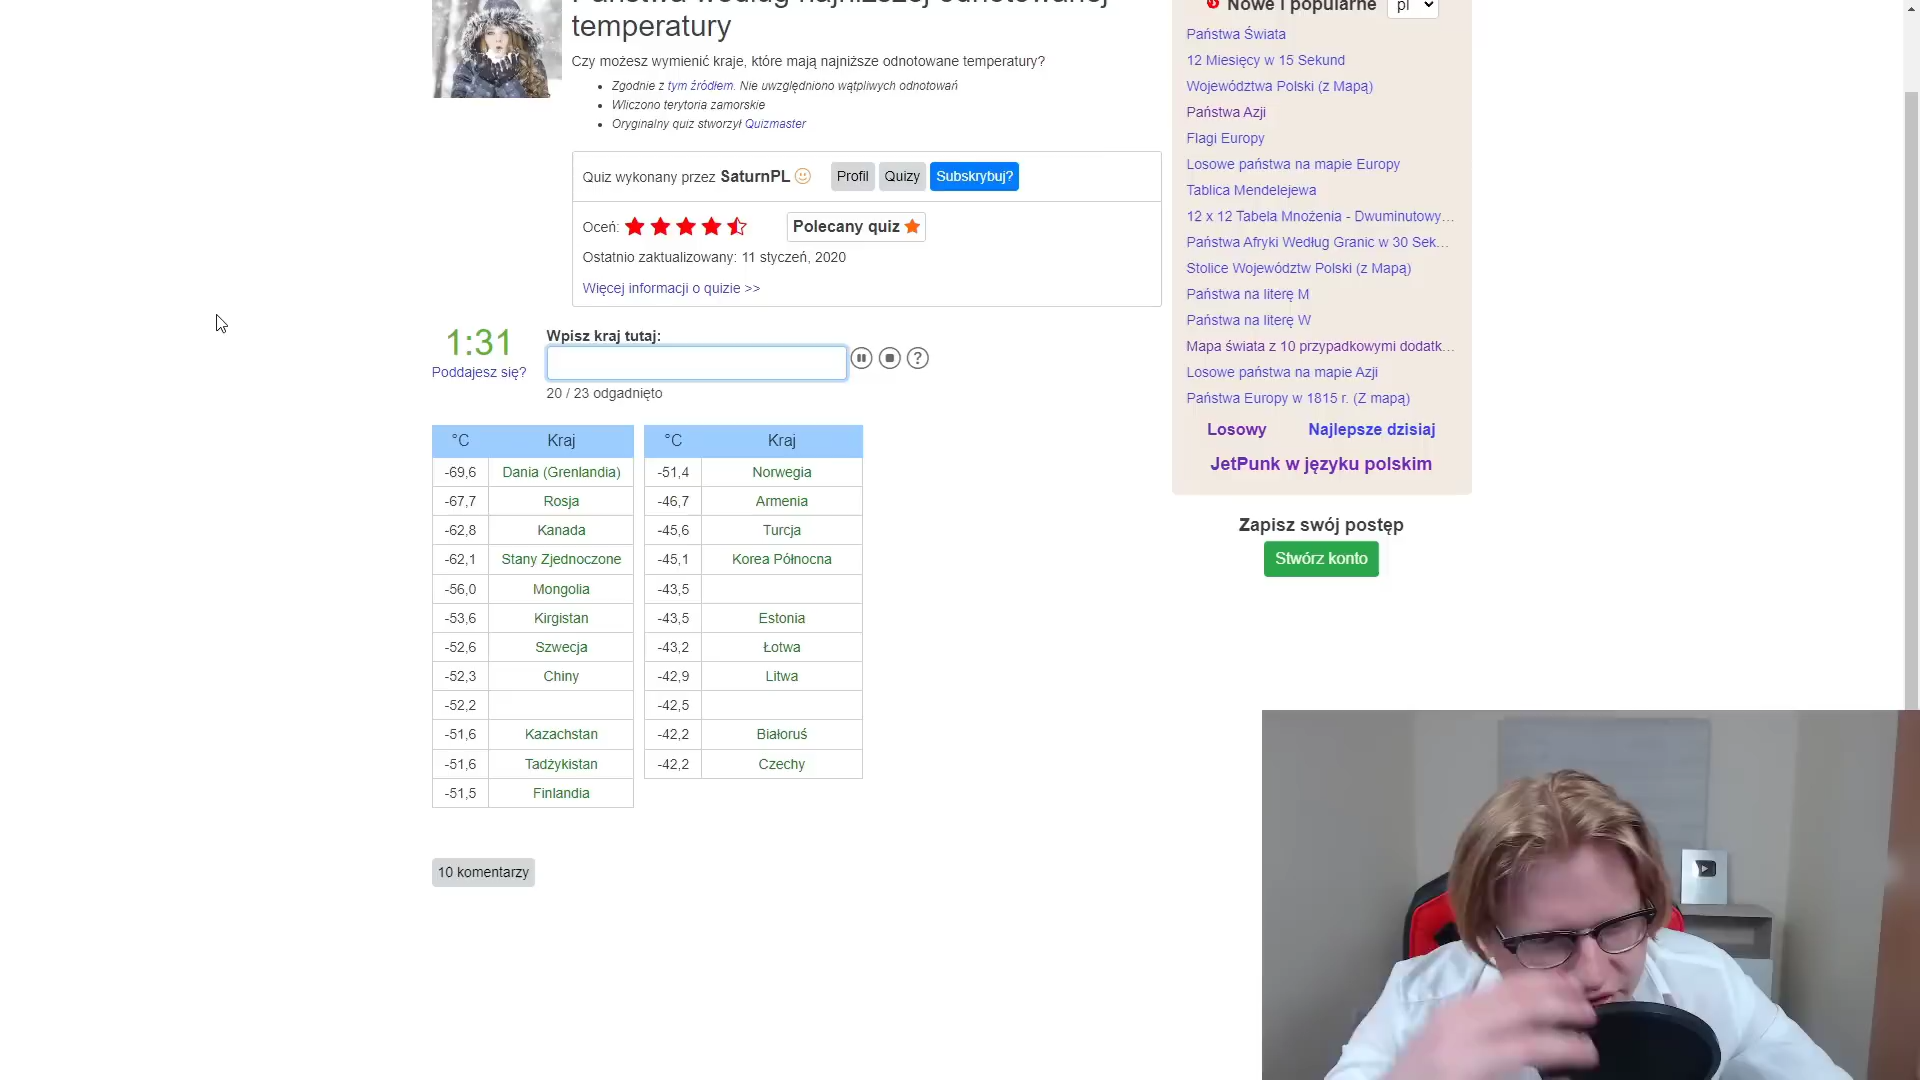 temperatury
Czy możesz wymienić kraje, które mają najniższe odnotowane temperatury?
Zgodnie z tym źródłem. Nie uwzględniono wątpliwych odnotowań
Wliczono terytoria zamorskie
Oryginalny quiz stworzył Quizmaster
Quiz wykonany przez SaturnPL Profil Quizy Subskrybuj?
Oceń: Polecany quiz
Ostatnio zaktualizowany: 11 styczeń, 2020
Więcej informacji o quizie >>
1:31
Poddajesz się?
Wpisz kraj tutaj:
20 / 23 odgadnięto
°C Kraj
-69,6 Dania (Grenlandia)
-67,7 Rosja
-62,8 Kanada
-62,1 Stany Zjednoczone
-56,0 Mongolia
-53,6 Kirgistan
-52,6 Szwecja
-52,3 Chiny
-52,2
-51,6 Kazachstan
-51,6 Tadżykistan
-51,5 Finlandia
°C Kraj
-51,4 Norwegia
-46,7 Armenia
-45,6 Turcja
-45,1 Korea Północna
-43,5
-43,5 Estonia
-43,2 Łotwa
-42,9 Litwa
-42,5
-42,2 Białoruś
-42,2 Czechy
10 komentarzy
Nowe i popularne pl
Państwa Świata
12 Miesięcy w 15 Sekund
Województwa Polski (z Mapą)
Państwa Azji
Flagi Europy
Losowe państwa na mapie Europy
Tablica Mendelejewa
12 x 12 Tabela Mnożenia - Dwuminutowy…
Państwa Afryki Według Granic w 30 Sek…
Stolice Województw Polski (z Mapą)
Państwa na literę M
Państwa na literę W
Mapa świata z 10 przypadkowymi dodatk…
Losowe państwa na mapie Azji
Państwa Europy w 1815 r. (Z mapą)
Losowy Najlepsze dzisiaj
JetPunk w języku polskim
Zapisz swój postęp
Stwórz konto